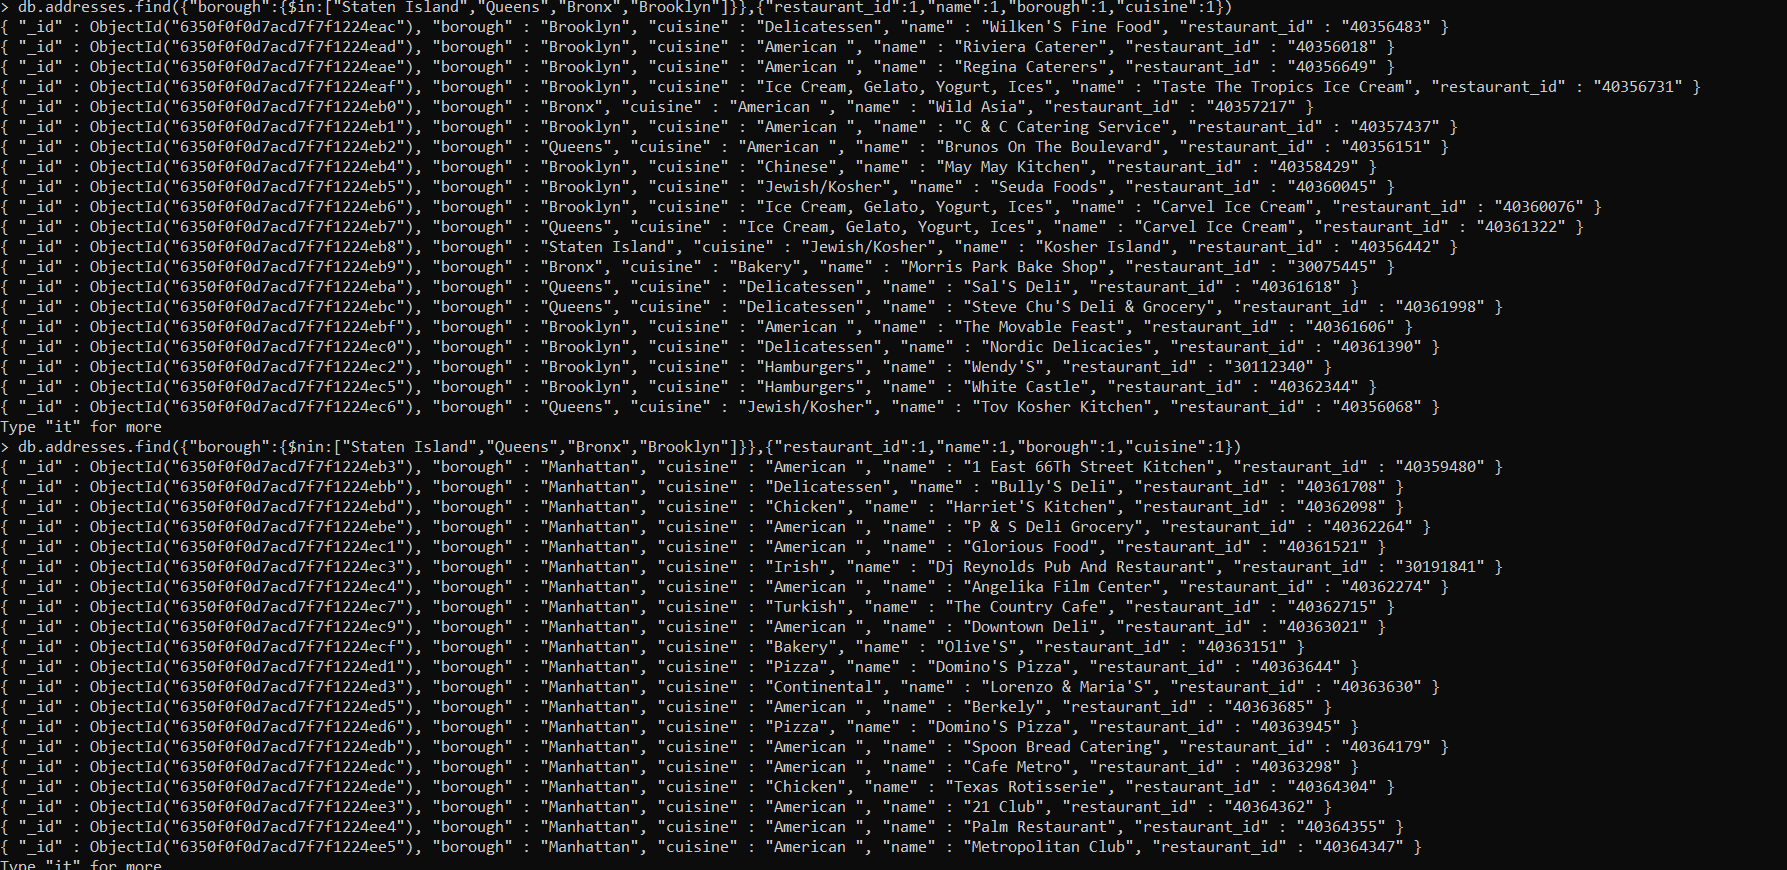 > db.addresses.find({"borough":{$in:["Staten Island","Queens","Bronx","Brooklyn"]}},{"restaurant_id":1,"name":1,"borough":1,"cuisine":1})
{ "_id" : ObjectId("6350f0f0d7acd7f7f1224eac"), "borough" : "Brooklyn", "cuisine" : "Delicatessen", "name" : "Wilken'S Fine Food", "restaurant_id" : "40356483" }
{ "_id" : ObjectId("6350f0f0d7acd7f7f1224ead"), "borough" : "Brooklyn", "cuisine" : "American ", "name" : "Riviera Caterer", "restaurant_id" : "40356018" }
{ "_id" : ObjectId("6350f0f0d7acd7f7f1224eae"), "borough" : "Brooklyn", "cuisine" : "American ", "name" : "Regina Caterers", "restaurant_id" : "40356649" }
{ "_id" : ObjectId("6350f0f0d7acd7f7f1224eaf"), "borough" : "Brooklyn", "cuisine" : "Ice Cream, Gelato, Yogurt, Ices", "name" : "Taste The Tropics Ice Cream", "restaurant_id" : "40356731" }
{ "_id" : ObjectId("6350f0f0d7acd7f7f1224eb0"), "borough" : "Bronx", "cuisine" : "American ", "name" : "Wild Asia", "restaurant_id" : "40357217" }
{ "_id" : ObjectId("6350f0f0d7acd7f7f1224eb1"), "borough" : "Brooklyn", "cuisine" : "American ", "name" : "C & C Catering Service", "restaurant_id" : "40357437" }
{ "_id" : ObjectId("6350f0f0d7acd7f7f1224eb2"), "borough" : "Queens", "cuisine" : "American ", "name" : "Brunos On The Boulevard", "restaurant_id" : "40356151" }
{ "_id" : ObjectId("6350f0f0d7acd7f7f1224eb4"), "borough" : "Brooklyn", "cuisine" : "Chinese", "name" : "May May Kitchen", "restaurant_id" : "40358429" }
{ "_id" : ObjectId("6350f0f0d7acd7f7f1224eb5"), "borough" : "Brooklyn", "cuisine" : "Jewish/Kosher", "name" : "Seuda Foods", "restaurant_id" : "40360045" }
{ "_id" : ObjectId("6350f0f0d7acd7f7f1224eb6"), "borough" : "Brooklyn", "cuisine" : "Ice Cream, Gelato, Yogurt, Ices", "name" : "Carvel Ice Cream", "restaurant_id" : "40360076" }
{ "_id" : ObjectId("6350f0f0d7acd7f7f1224eb7"), "borough" : "Queens", "cuisine" : "Ice Cream, Gelato, Yogurt, Ices", "name" : "Carvel Ice Cream", "restaurant_id" : "40361322" }
{ "_id" : ObjectId("6350f0f0d7acd7f7f1224eb8"), "borough" : "Staten Island", "cuisine" : "Jewish/Kosher", "name" : "Kosher Island", "restaurant_id" : "40356442" }
{ "_id" : ObjectId("6350f0f0d7acd7f7f1224eb9"), "borough" : "Bronx", "cuisine" : "Bakery", "name" : "Morris Park Bake Shop", "restaurant_id" : "30075445" }
{ "_id" : ObjectId("6350f0f0d7acd7f7f1224eba"), "borough" : "Queens", "cuisine" : "Delicatessen", "name" : "Sal'S Deli", "restaurant_id" : "40361618" }
{ "_id" : ObjectId("6350f0f0d7acd7f7f1224ebc"), "borough" : "Queens", "cuisine" : "Delicatessen", "name" : "Steve Chu'S Deli & Grocery", "restaurant_id" : "40361998" }
{ "_id" : ObjectId("6350f0f0d7acd7f7f1224ebf"), "borough" : "Brooklyn", "cuisine" : "American ", "name" : "The Movable Feast", "restaurant_id" : "40361606" }
{ "_id" : ObjectId("6350f0f0d7acd7f7f1224ec0"), "borough" : "Brooklyn", "cuisine" : "Delicatessen", "name" : "Nordic Delicacies", "restaurant_id" : "40361390" }
{ "_id" : ObjectId("6350f0f0d7acd7f7f1224ec2"), "borough" : "Brooklyn", "cuisine" : "Hamburgers", "name" : "Wendy'S", "restaurant_id" : "30112340" }
{ "_id" : ObjectId("6350f0f0d7acd7f7f1224ec5"), "borough" : "Brooklyn", "cuisine" : "Hamburgers", "name" : "White Castle", "restaurant_id" : "40362344" }
{ "_id" : ObjectId("6350f0f0d7acd7f7f1224ec6"), "borough" : "Queens", "cuisine" : "Jewish/Kosher", "name" : "Tov Kosher Kitchen", "restaurant_id" : "40356068" }
Type "it" for more
> db.addresses.find({"borough":{$nin:["Staten Island","Queens","Bronx","Brooklyn"]}},{"restaurant_id":1,"name":1,"borough":1,"cuisine":1})
{ "_id" : ObjectId("6350f0f0d7acd7f7f1224eb3"), "borough" : "Manhattan", "cuisine" : "American ", "name" : "1 East 66Th Street Kitchen", "restaurant_id" : "40359480" }
{ "_id" : ObjectId("6350f0f0d7acd7f7f1224ebb"), "borough" : "Manhattan", "cuisine" : "Delicatessen", "name" : "Bully'S Deli", "restaurant_id" : "40361708" }
{ "_id" : ObjectId("6350f0f0d7acd7f7f1224ebd"), "borough" : "Manhattan", "cuisine" : "Chicken", "name" : "Harriet'S Kitchen", "restaurant_id" : "40362098" }
{ "_id" : ObjectId("6350f0f0d7acd7f7f1224ebe"), "borough" : "Manhattan", "cuisine" : "American ", "name" : "P & S Deli Grocery", "restaurant_id" : "40362264" }
{ "_id" : ObjectId("6350f0f0d7acd7f7f1224ec1"), "borough" : "Manhattan", "cuisine" : "American ", "name" : "Glorious Food", "restaurant_id" : "40361521" }
{ "_id" : ObjectId("6350f0f0d7acd7f7f1224ec3"), "borough" : "Manhattan", "cuisine" : "Irish", "name" : "Dj Reynolds Pub And Restaurant", "restaurant_id" : "30191841" }
{ "_id" : ObjectId("6350f0f0d7acd7f7f1224ec4"), "borough" : "Manhattan", "cuisine" : "American ", "name" : "Angelika Film Center", "restaurant_id" : "40362274" }
{ "_id" : ObjectId("6350f0f0d7acd7f7f1224ec7"), "borough" : "Manhattan", "cuisine" : "Turkish", "name" : "The Country Cafe", "restaurant_id" : "40362715" }
{ "_id" : ObjectId("6350f0f0d7acd7f7f1224ec9"), "borough" : "Manhattan", "cuisine" : "American ", "name" : "Downtown Deli", "restaurant_id" : "40363021" }
{ "_id" : ObjectId("6350f0f0d7acd7f7f1224ecf"), "borough" : "Manhattan", "cuisine" : "Bakery", "name" : "Olive'S", "restaurant_id" : "40363151" }
{ "_id" : ObjectId("6350f0f0d7acd7f7f1224ed1"), "borough" : "Manhattan", "cuisine" : "Pizza", "name" : "Domino'S Pizza", "restaurant_id" : "40363644" }
{ "_id" : ObjectId("6350f0f0d7acd7f7f1224ed3"), "borough" : "Manhattan", "cuisine" : "Continental", "name" : "Lorenzo & Maria'S", "restaurant_id" : "40363630" }
{ "_id" : ObjectId("6350f0f0d7acd7f7f1224ed5"), "borough" : "Manhattan", "cuisine" : "American ", "name" : "Berkely", "restaurant_id" : "40363685" }
{ "_id" : ObjectId("6350f0f0d7acd7f7f1224ed6"), "borough" : "Manhattan", "cuisine" : "Pizza", "name" : "Domino'S Pizza", "restaurant_id" : "40363945" }
{ "_id" : ObjectId("6350f0f0d7acd7f7f1224edb"), "borough" : "Manhattan", "cuisine" : "American ", "name" : "Spoon Bread Catering", "restaurant_id" : "40364179" }
{ "_id" : ObjectId("6350f0f0d7acd7f7f1224edc"), "borough" : "Manhattan", "cuisine" : "American ", "name" : "Cafe Metro", "restaurant_id" : "40363298" }
{ "_id" : ObjectId("6350f0f0d7acd7f7f1224ede"), "borough" : "Manhattan", "cuisine" : "Chicken", "name" : "Texas Rotisserie", "restaurant_id" : "40364304" }
{ "_id" : ObjectId("6350f0f0d7acd7f7f1224ee3"), "borough" : "Manhattan", "cuisine" : "American ", "name" : "21 Club", "restaurant_id" : "40364362" }
{ "_id" : ObjectId("6350f0f0d7acd7f7f1224ee4"), "borough" : "Manhattan", "cuisine" : "American ", "name" : "Palm Restaurant", "restaurant_id" : "40364355" }
{ "_id" : ObjectId("6350f0f0d7acd7f7f1224ee5"), "borough" : "Manhattan", "cuisine" : "American ", "name" : "Metropolitan Club", "restaurant_id" : "40364347" }
Type "it" for more